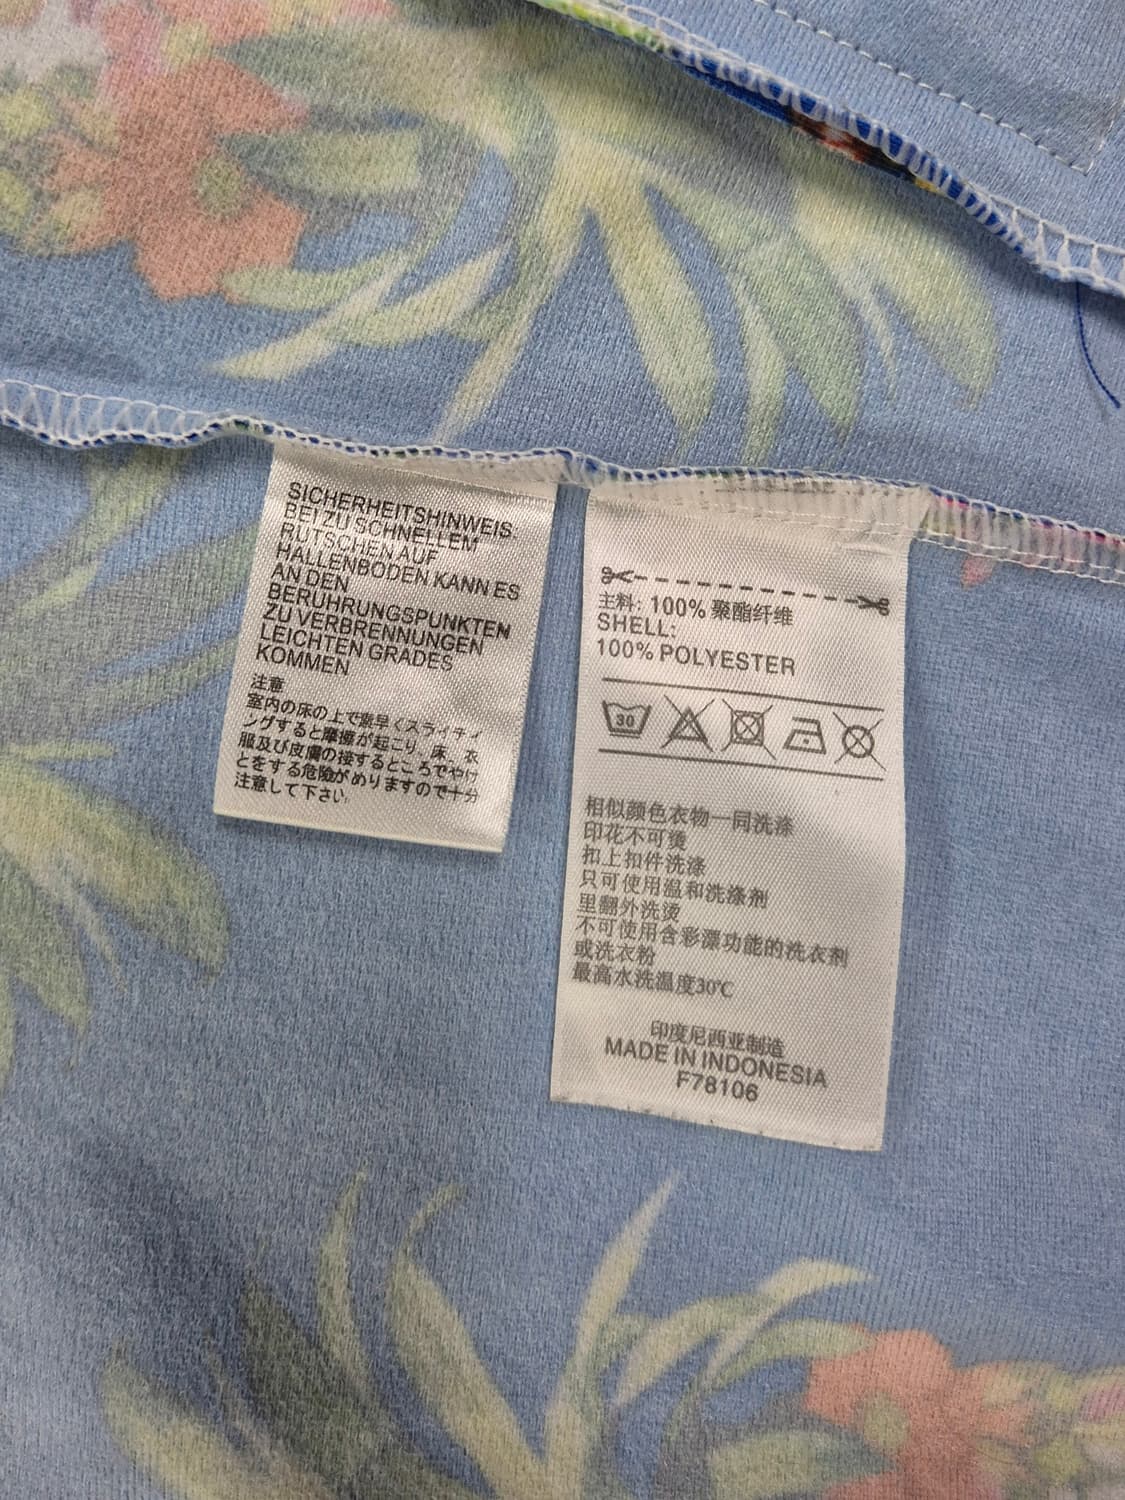 SICHERHEITSHINWEIS.
BEI ZU SCHNELLEM
RUTSCHEN AUF
HALLENBODEN KANN ES
AN DEN
BERUHRUNGSPUNKTEN
ZU VERBRENNUNGEN
LEICHTEN GRADES
KOMMEN
注意
室内の床の上で素早くスライディ
ングすると摩擦が起こり、床、衣
服及び皮膚の接するところでやけ
とをする危険がめりますので十分
注意して下さい
主料: 100% 聚酯纤维
SHELL:
100% POLYESTER
30
相似颜色衣物一同洗涤
印花不可烫
扣上扣件洗涤
只可使用温和洗涤剂
里翻外洗烫
不可使用含彩漂功能的洗衣剂
或洗衣粉
最高水洗温度30℃
印度尼西亚制造
MADE IN INDONESIA
F78106